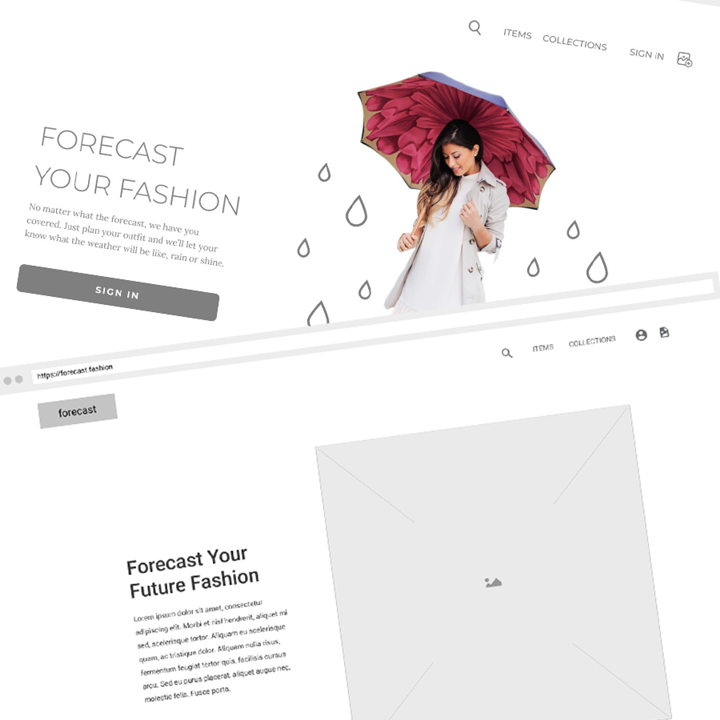 ITEMS COLLECTIONS SIGN IN
FORECAST
YOUR FASHION
No matter what the forecast, we have you
covered. Just plan your outfit and we'll let your
know what the weather will be like, rain or shine.
SIGN IN
https://forecast.fashion
ITEMS COLLECTIONS
forecast
Forecast Your
Future Fashion
Lorem ipsum dolor sit amet, consectetur
adipiscing elit. Morbi et nisl hendrerit, aliquet mi
sed, scelerisque tortor. Aliquam eu scelerisque
quam, ac tristique dolor. Aliquam nulla risus,
fermentum feugiat tortor quis, facilisis cursus
arcu. Sed eu purus placerat, aliquet augue nec,
molestie felis. Fusce porta.